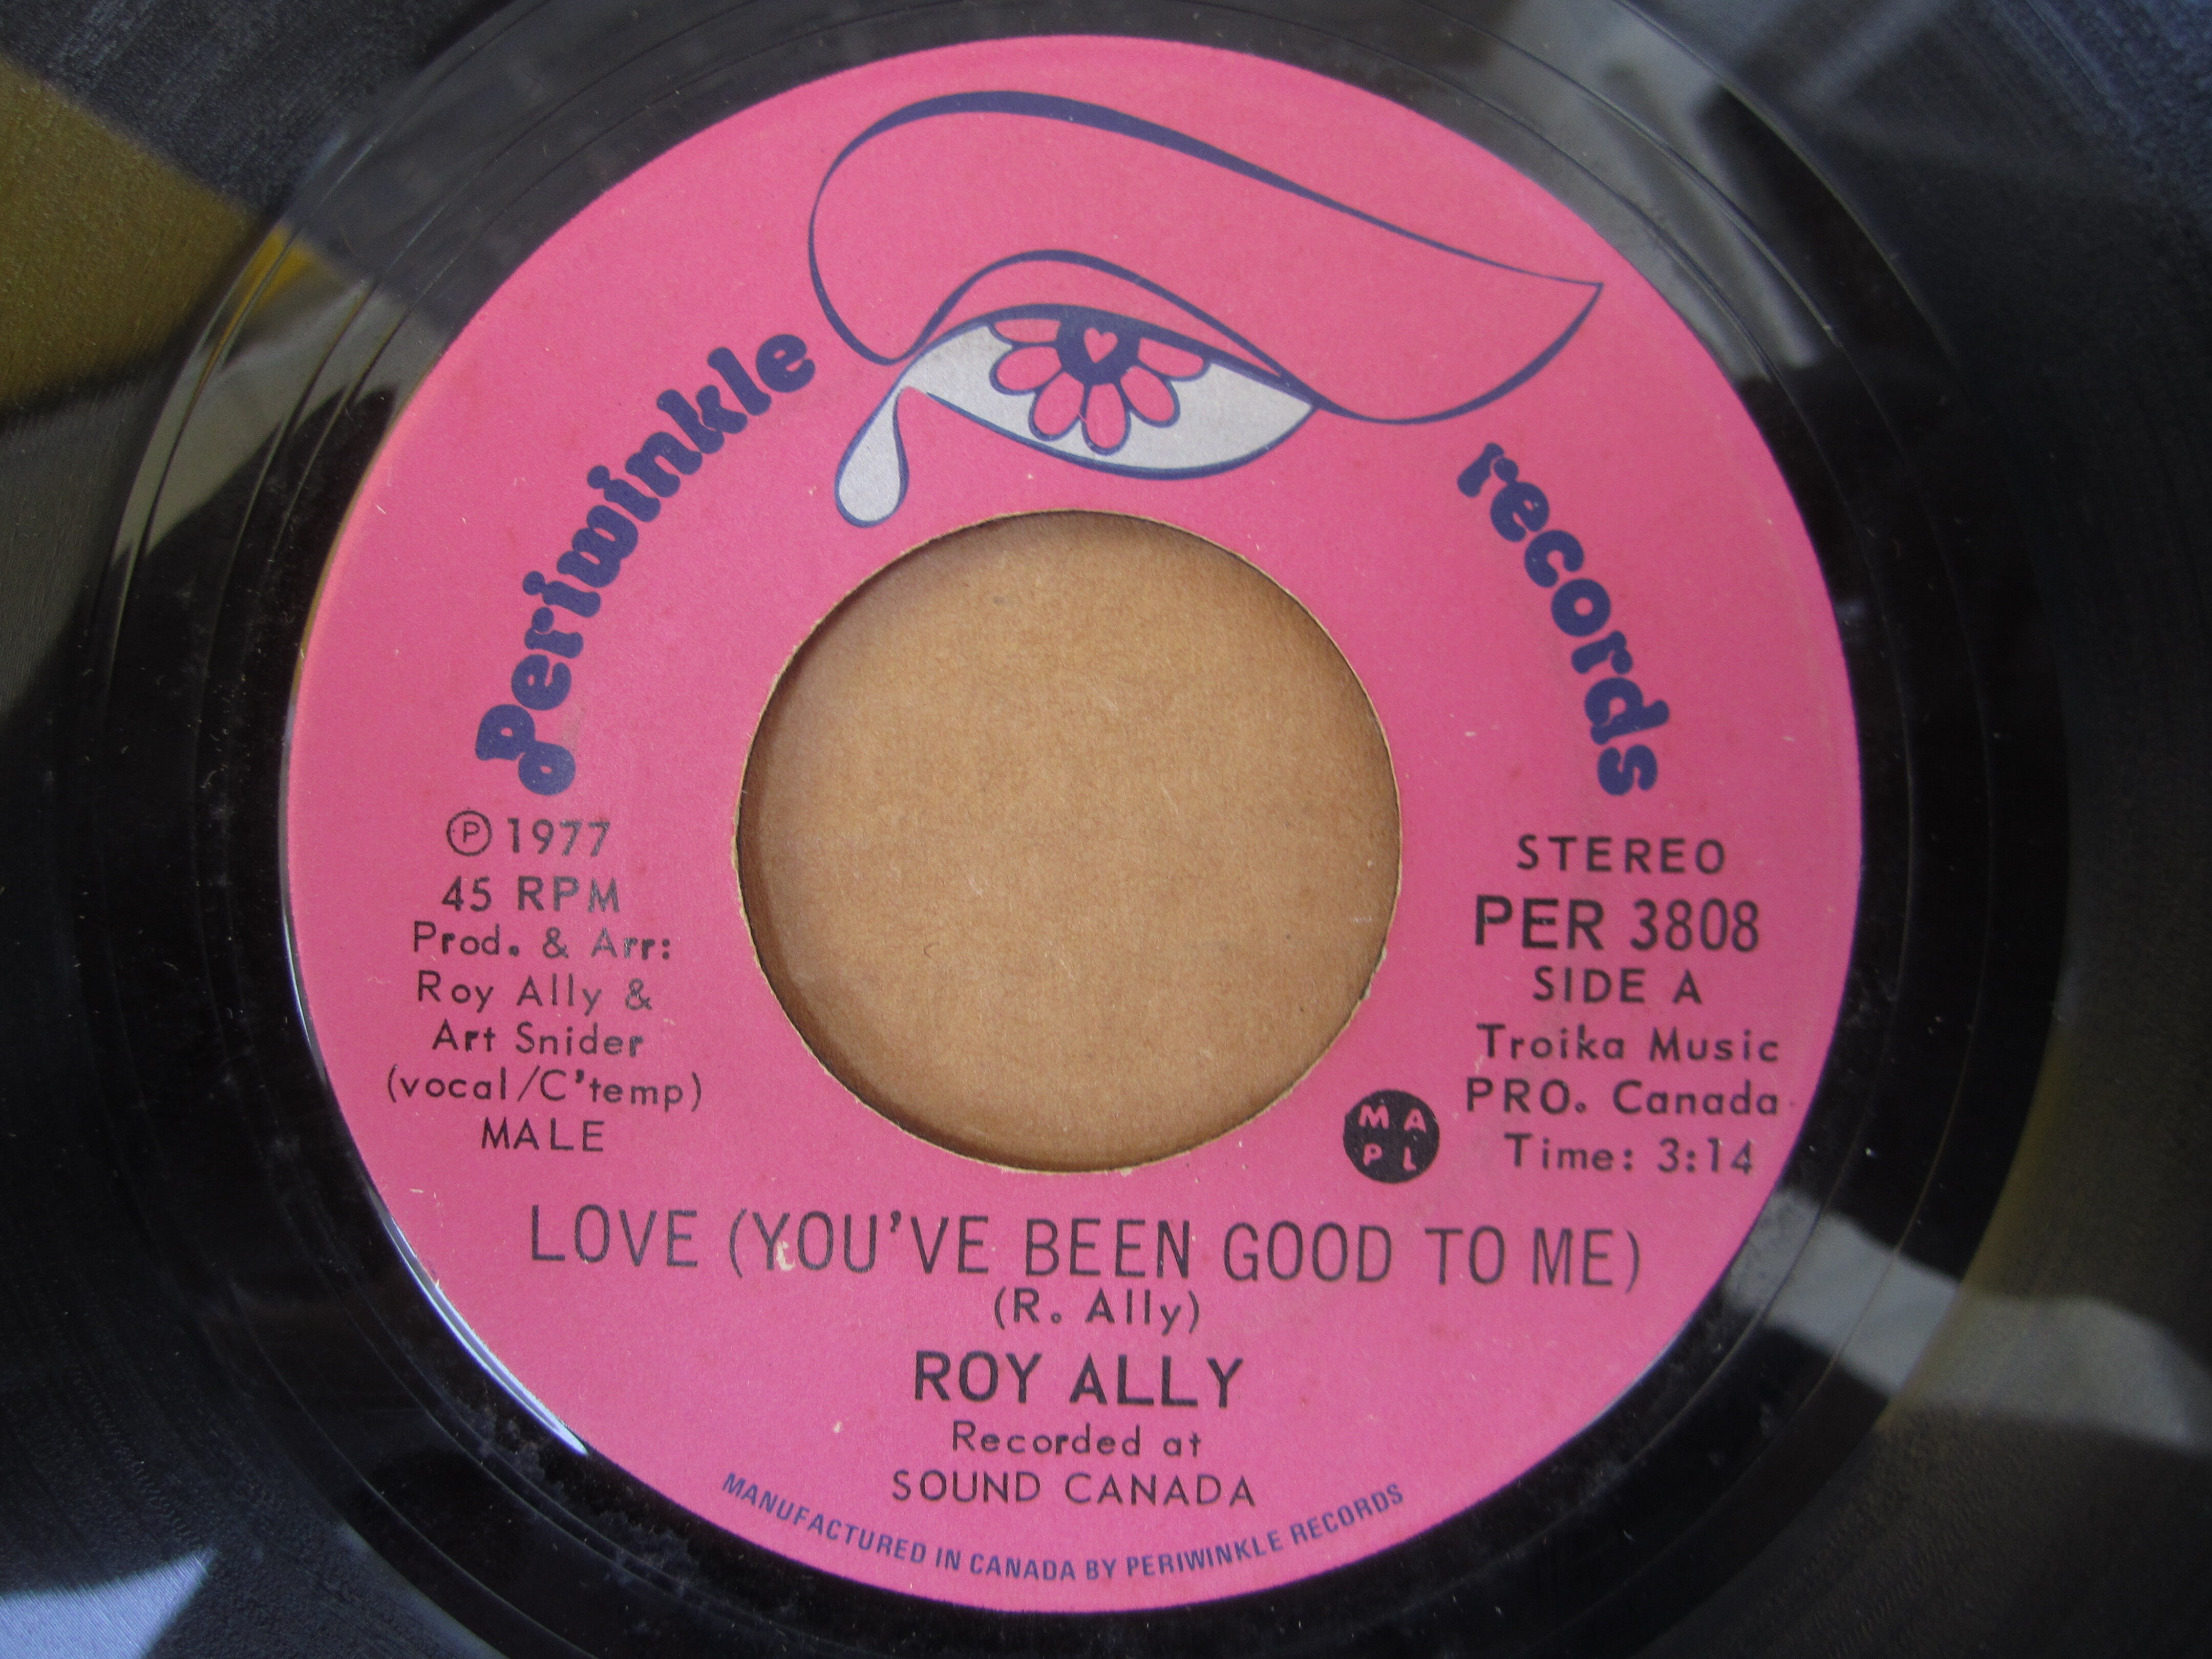 Periwinkle records
℗ 1977
45 RPM
Prod. & Arr:
Roy Ally &
Art Snider
(vocal/C'temp)
MALE
STEREO
PER 3808
SIDE A
Troika Music
PRO. Canada
Time: 3:14
M A
P L
LOVE (YOU'VE BEEN GOOD TO ME)
(R. Ally)
ROY ALLY
Recorded at
SOUND CANADA
MANUFACTURED IN CANADA BY PERIWINKLE RECORDS